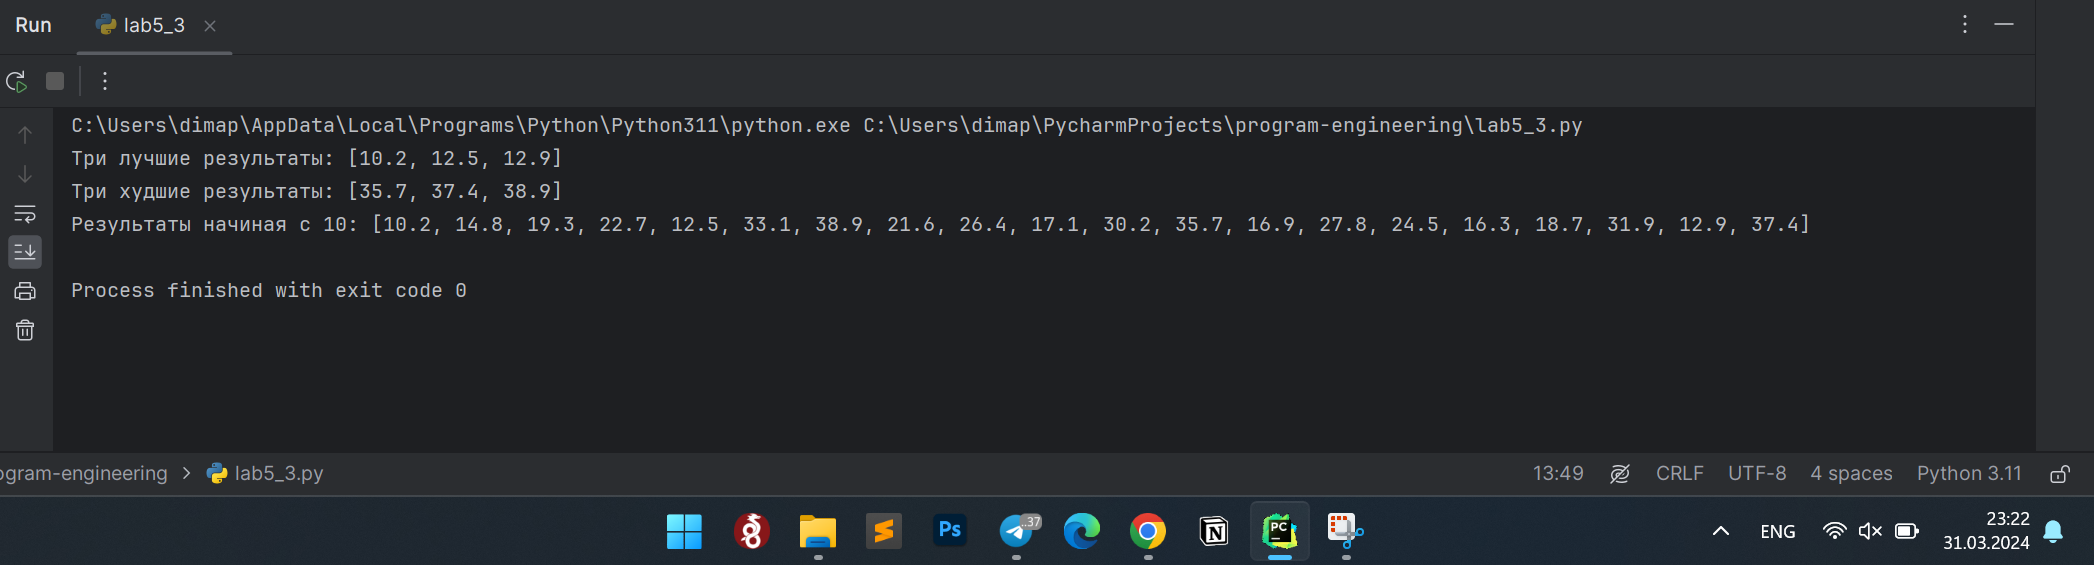 Run lab5_3
C:\Users\dimap\AppData\Local\Programs\Python\Python311\python.exe C:\Users\dimap\PycharmProjects\program-engineering\lab5_3.py
Три лучшие результаты: [10.2, 12.5, 12.9]
Три худшие результаты: [35.7, 37.4, 38.9]
Результаты начиная с 10: [10.2, 14.8, 19.3, 22.7, 12.5, 33.1, 38.9, 21.6, 26.4, 17.1, 30.2, 35.7, 16.9, 27.8, 24.5, 16.3, 18.7, 31.9, 12.9, 37.4]
Process finished with exit code 0
ogram-engineering > lab5_3.py 13:49 CRLF UTF-8 4 spaces Python 3.11
Ps ..37 N PC ENG 23:22
31.03.2024